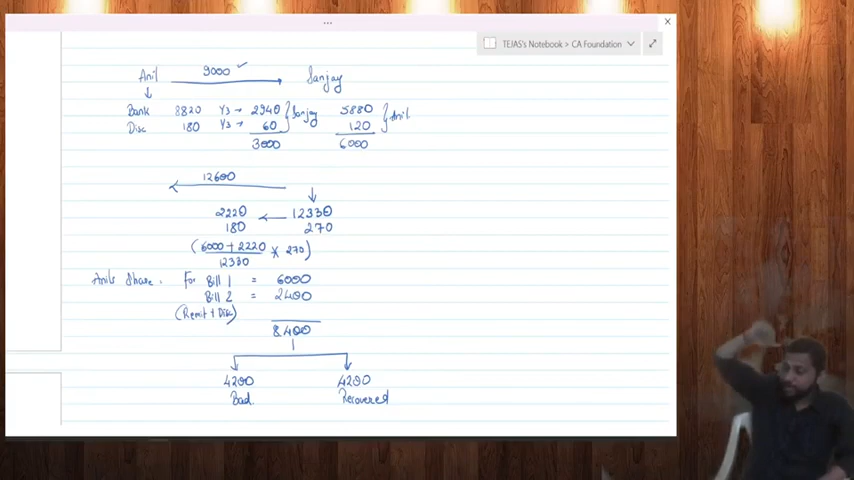 TEJAS's Notebook > CA Foundation
Anil 9000 ✓ Sanjay
Bank 8820 1/3 → 2940 } Sanjay 5880 } Anil
Disc 180 1/3 → 60 120
3000 6000
12600
2220 ← 12330
180 270
(6000 + 2220 / 12330 * 270)
Anils Share. For Bill 1 = 6000
Bill 2 = 2400
(Remit + Disc)
8400
4200 4200
Bad. Recovered